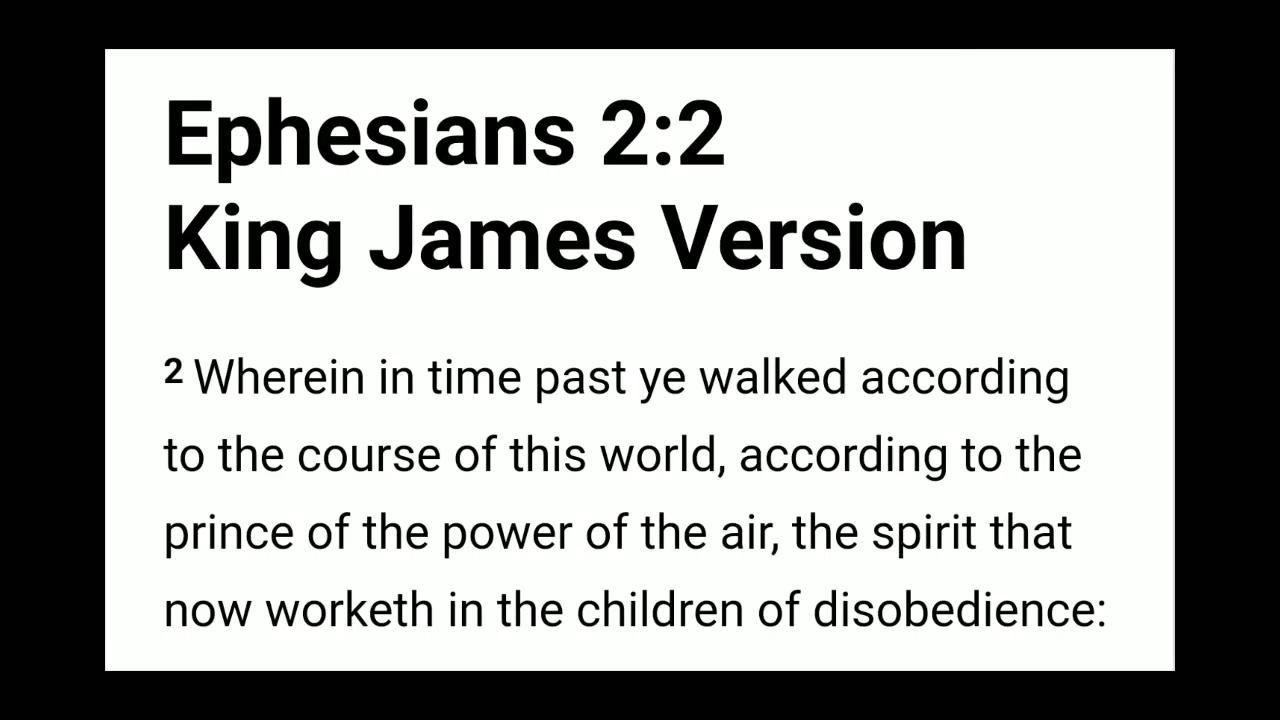 Ephesians 2:2
King James Version
2 Wherein in time past ye walked according
to the course of this world, according to the
prince of the power of the air, the spirit that
now worketh in the children of disobedience: